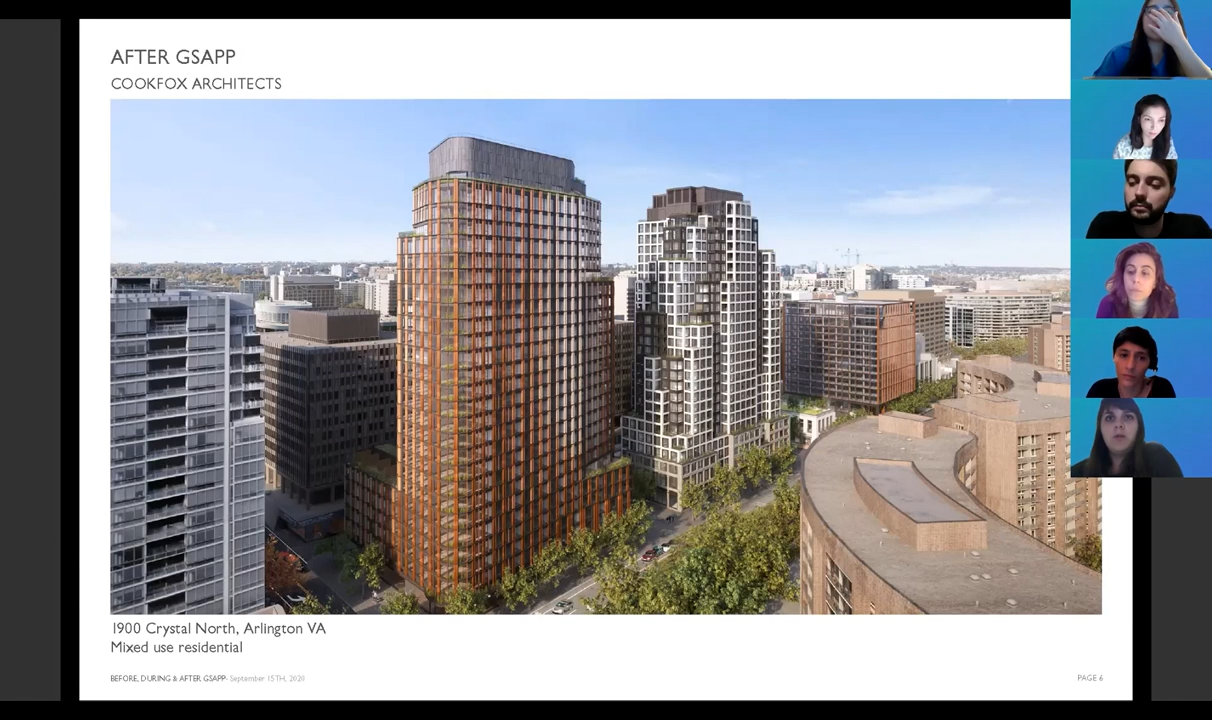 AFTER GSAPP
COOKFOX ARCHITECTS
1900 Crystal North, Arlington VA
Mixed use residential
BEFORE, DURING & AFTER GSAPP- September 15TH, 2020
PAGE 6